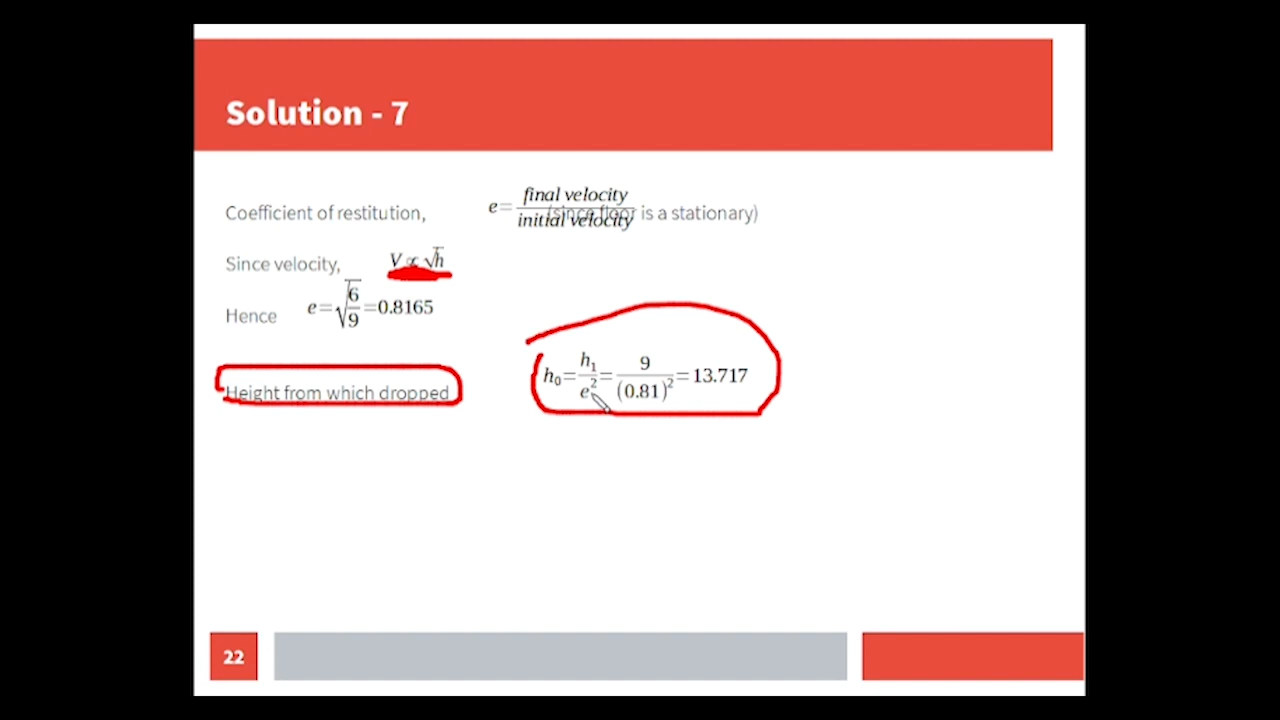 Solution - 7
Coefficient of restitution, e = final velocity / initial velocity (since floor is a stationary)
Since velocity, V ∝ √h
Hence e = √(6/9) = 0.8165
Height from which dropped h₀ = h₁/e² = 9/(0.81)² = 13.717
22